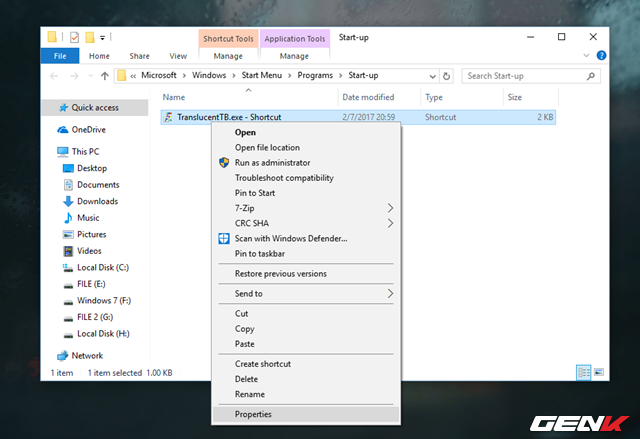 Shortcut Tools Application Tools Start-up
File Home Share View Manage Manage
« Microsoft > Windows > Start Menu > Programs > Start-up Search Start-up
Name Date modified Type Size
TranslucentTB.exe - Shortcut 2/7/2017 20:59 Shortcut 2 KB
Quick access
OneDrive
This PC
Desktop
Documents
Downloads
Music
Pictures
Videos
Local Disk (C:)
FILE (E:)
Windows 7 (F:)
FILE 2 (G:)
Local Disk (H:)
Network
Open
Open file location
Run as administrator
Troubleshoot compatibility
Pin to Start
7-Zip
CRC SHA
Scan with Windows Defender...
Pin to taskbar
Restore previous versions
Send to
Cut
Copy
Paste
Create shortcut
Delete
Rename
Properties
1 item 1 item selected 1.00 KB
GENK